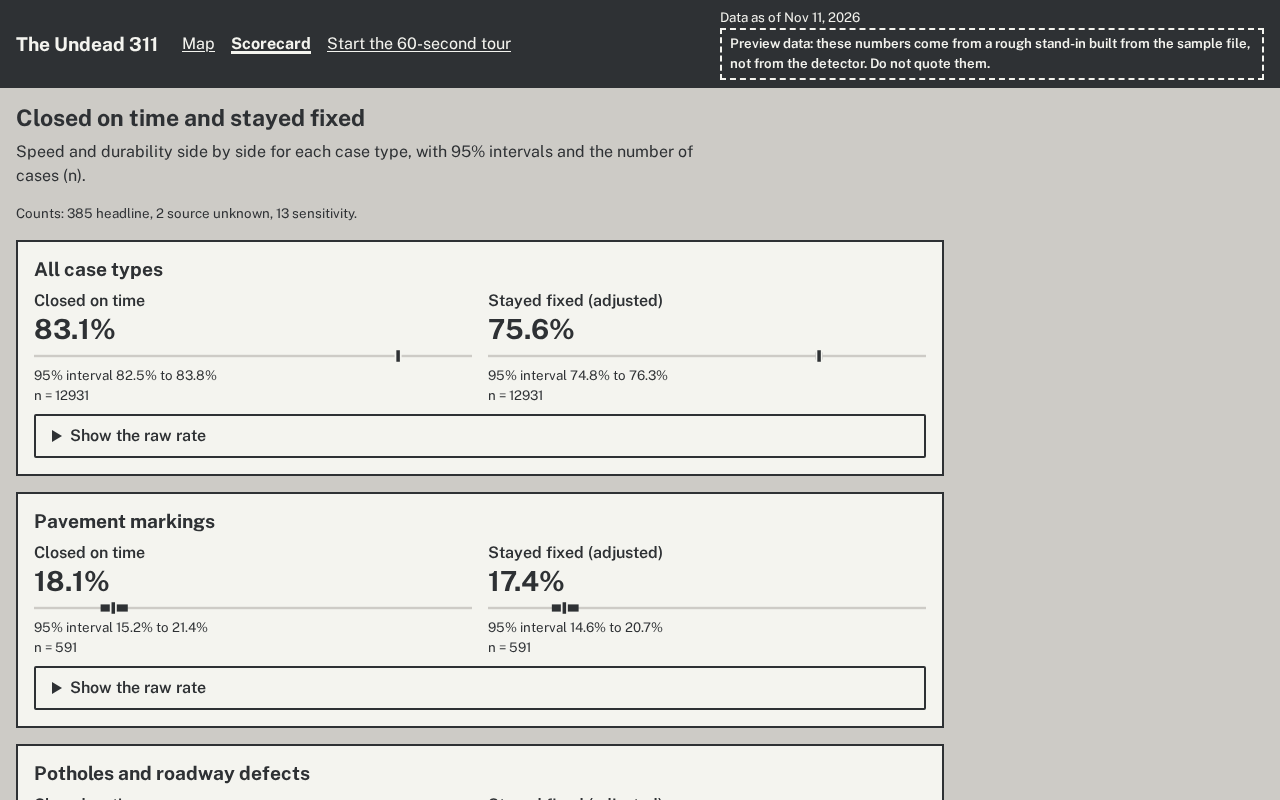 The Undead 311 Map Scorecard Start the 60-second tour
Data as of Nov 11, 2026
Preview data: these numbers come from a rough stand-in built from the sample file,
not from the detector. Do not quote them.
Closed on time and stayed fixed
Speed and durability side by side for each case type, with 95% intervals and the number of
cases (n).
Counts: 385 headline, 2 source unknown, 13 sensitivity.
All case types
Closed on time
83.1%
95% interval 82.5% to 83.8%
n = 12931
Stayed fixed (adjusted)
75.6%
95% interval 74.8% to 76.3%
n = 12931
Show the raw rate
Pavement markings
Closed on time
18.1%
95% interval 15.2% to 21.4%
n = 591
Stayed fixed (adjusted)
17.4%
95% interval 14.6% to 20.7%
n = 591
Show the raw rate
Potholes and roadway defects